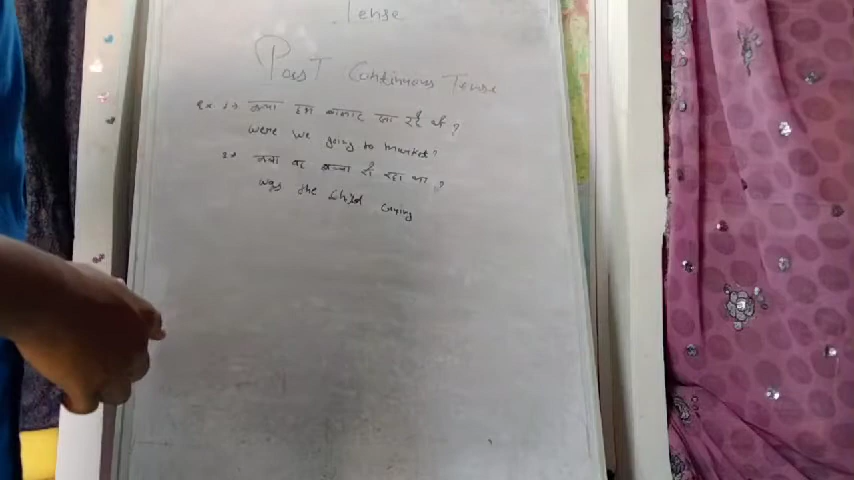 Tense
Past Continuous Tense
Ex 1→ क्या हम बाजार जा रहे थे ?
were we going to market?
2→ क्या वह बच्चा रो रहा था ?
was the child crying